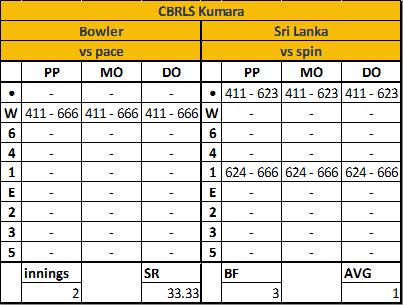 CBRLS Kumara
Bowler Sri Lanka
vs pace vs spin
PP MO DO PP MO DO
• - - - • 411 - 623 411 - 623 411 - 623
W 411 - 666 411 - 666 411 - 666 W - - -
6 - - - 6 - - -
4 - - - 4 - - -
1 - - - 1 624 - 666 624 - 666 624 - 666
E - - - E - - -
2 - - - 2 - - -
3 - - - 3 - - -
5 - - - 5 - - -
innings SR BF AVG
2 33.33 3 1